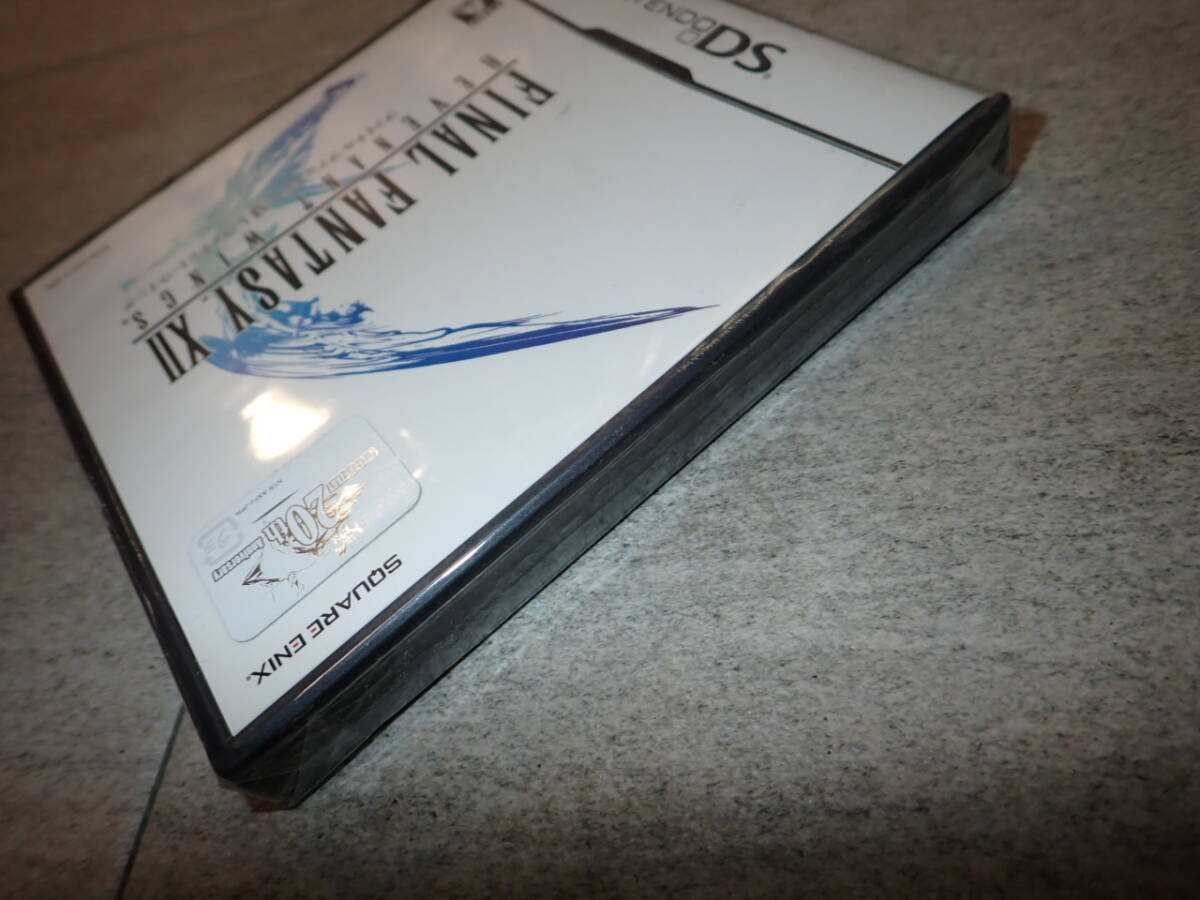 NINTENDO DS
FINAL FANTASY XII
REVENANT WINGS
20th
Anniversary
SQUARE ENIX